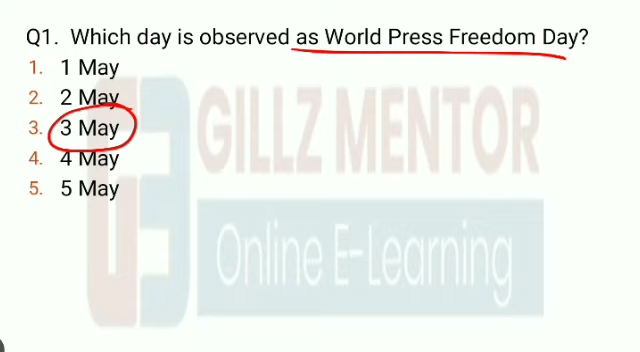 Q1. Which day is observed as World Press Freedom Day?
1. 1 May
2. 2 May
3. 3 May
4. 4 May
5. 5 May
GILLZ MENTOR
Online E-Learning